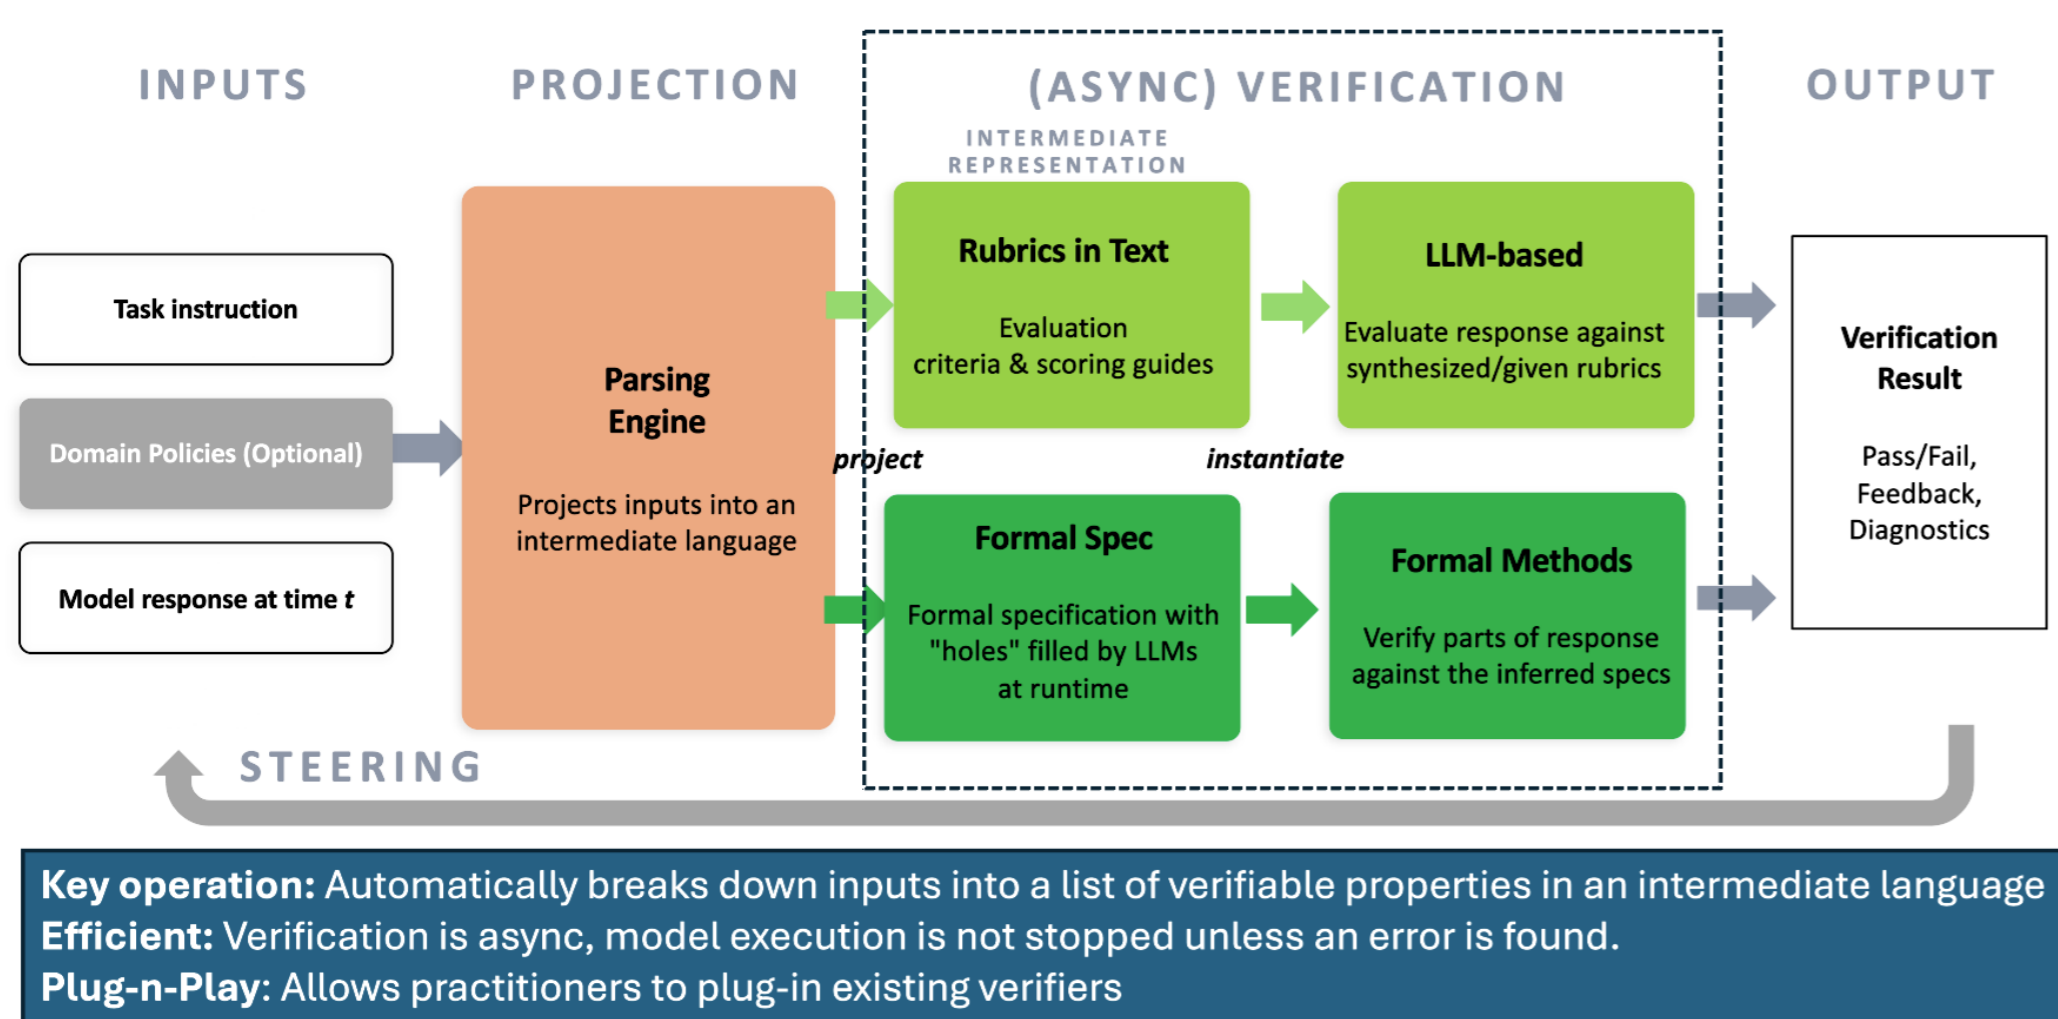 INPUTS
PROJECTION
(ASYNC) VERIFICATION
OUTPUT
INTERMEDIATE
REPRESENTATION
Task instruction
Domain Policies (Optional)
Model response at time t
Parsing
Engine
Projects inputs into an
intermediate language
project
Rubrics in Text
Evaluation
criteria & scoring guides
Formal Spec
Formal specification with
"holes" filled by LLMs
at runtime
instantiate
LLM-based
Evaluate response against
synthesized/given rubrics
Formal Methods
Verify parts of response
against the inferred specs
Verification
Result
Pass/Fail,
Feedback,
Diagnostics
STEERING
Key operation: Automatically breaks down inputs into a list of verifiable properties in an intermediate language
Efficient: Verification is async, model execution is not stopped unless an error is found.
Plug-n-Play: Allows practitioners to plug-in existing verifiers